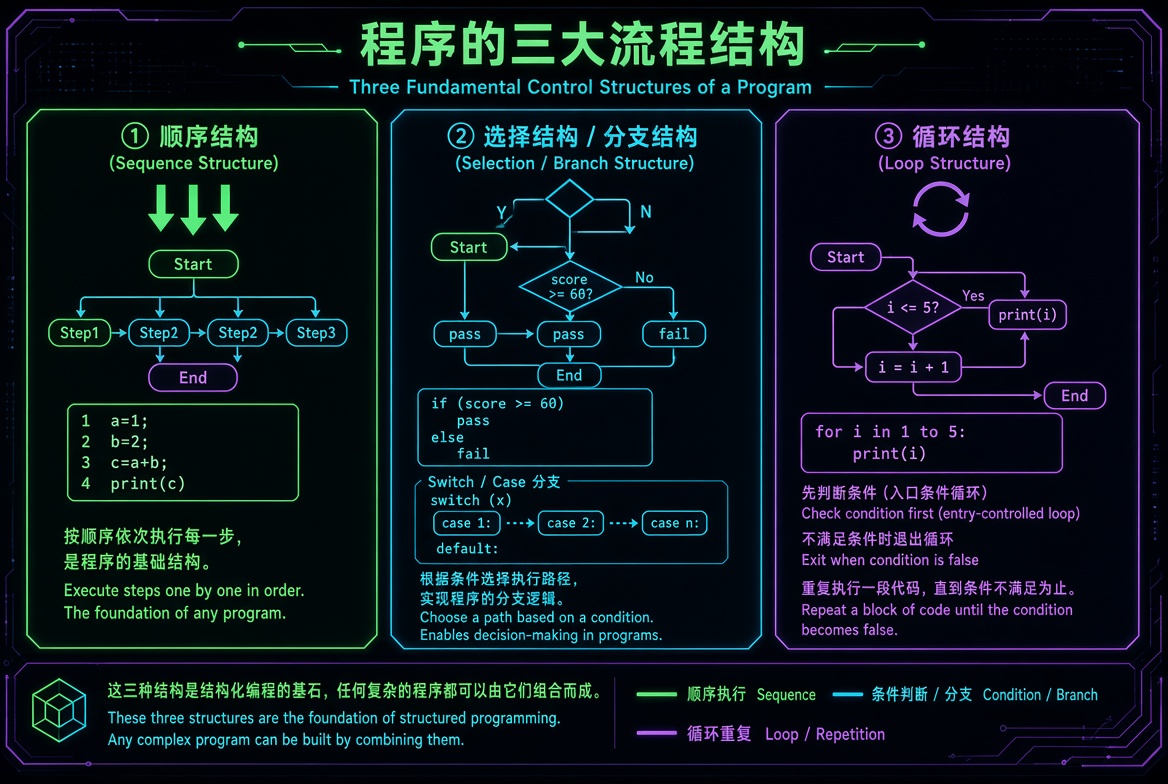 程序的三大流程结构
Three Fundamental Control Structures of a Program
① 顺序结构
(Sequence Structure)
Start
Step1
Step2
Step2
Step3
End
1 a=1;
2 b=2;
3 c=a+b;
4 print(c)
按顺序依次执行每一步，
是程序的基础结构。
Execute steps one by one in order.
The foundation of any program.
② 选择结构 / 分支结构
(Selection / Branch Structure)
Y
N
Start
score
>= 60?
No
pass
pass
fail
End
if (score >= 60)
    pass
else
    fail
Switch / Case 分支
switch (x)
case 1:
case 2:
case n:
default:
根据条件选择执行路径，
实现程序的分支逻辑。
Choose a path based on a condition.
Enables decision-making in programs.
③ 循环结构
(Loop Structure)
Start
i <= 5?
Yes
print(i)
i = i + 1
End
for i in 1 to 5:
    print(i)
先判断条件 (入口条件循环)
Check condition first (entry-controlled loop)
不满足条件时退出循环
Exit when condition is false
重复执行一段代码，直到条件不满足为止。
Repeat a block of code until the condition
becomes false.
这三种结构是结构化编程的基石，任何复杂的程序都可以由它们组合而成。
These three structures are the foundation of structured programming.
Any complex program can be built by combining them.
顺序执行 Sequence
条件判断 / 分支 Condition / Branch
循环重复 Loop / Repetition